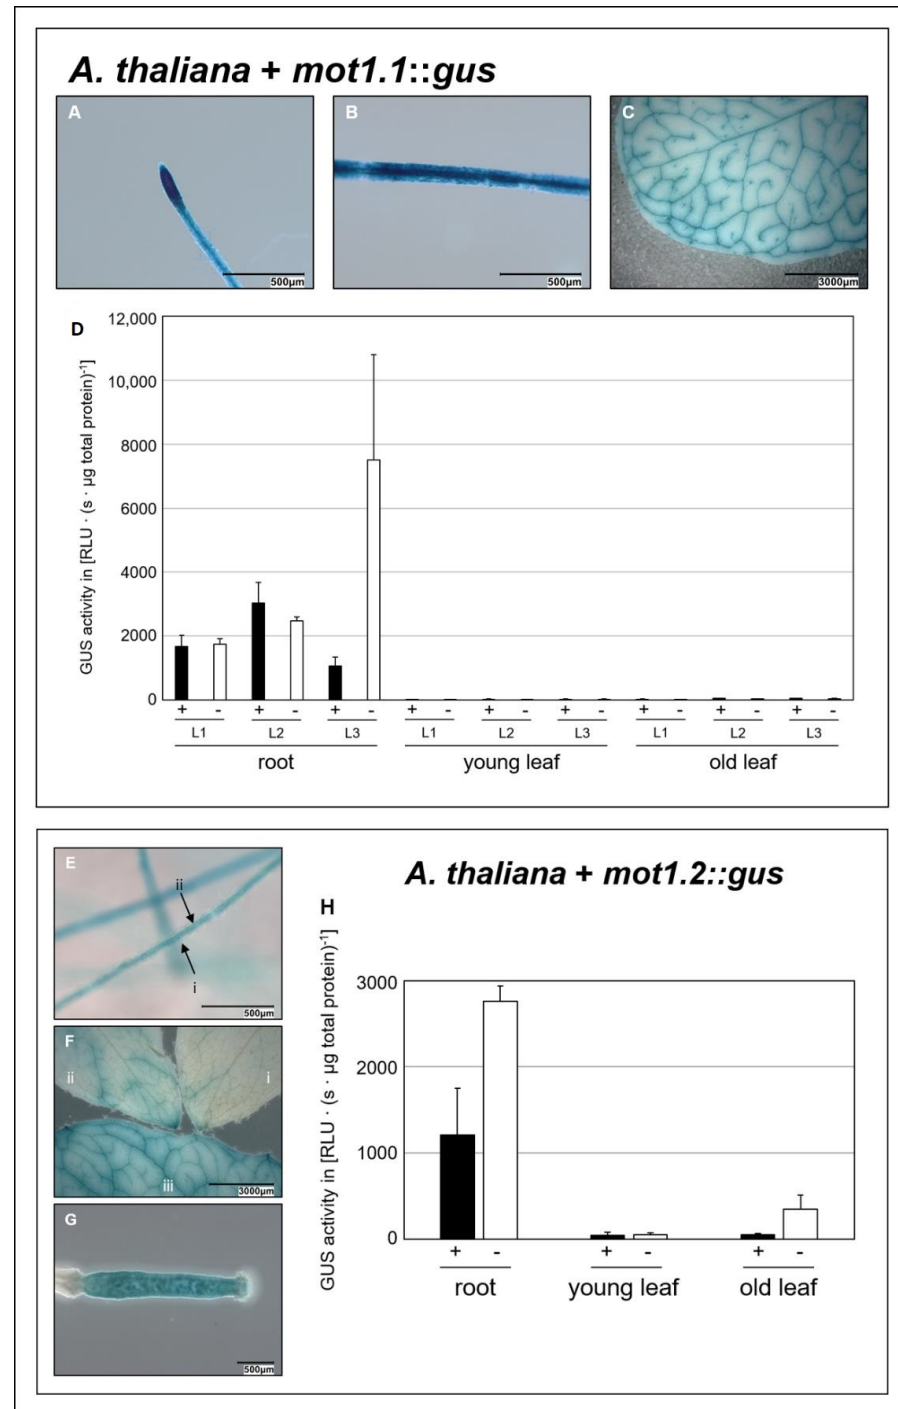 A. thaliana + mot1.1::gus
A
B
C
500µm
500µm
3000µm
D
GUS activity in [RLU · (s · µg total protein)-1]
12,000
10,000
8000
6000
4000
2000
0
+ - + - + - + - + - + - + - + - + -
L1 L2 L3 L1 L2 L3 L1 L2 L3
root young leaf old leaf
E
ii
i
500µm
F
ii
i
iii
3000µm
G
500µm
A. thaliana + mot1.2::gus
H
GUS activity in [RLU · (s · µg total protein)-1]
3000
2000
1000
0
+ - + - + -
root young leaf old leaf